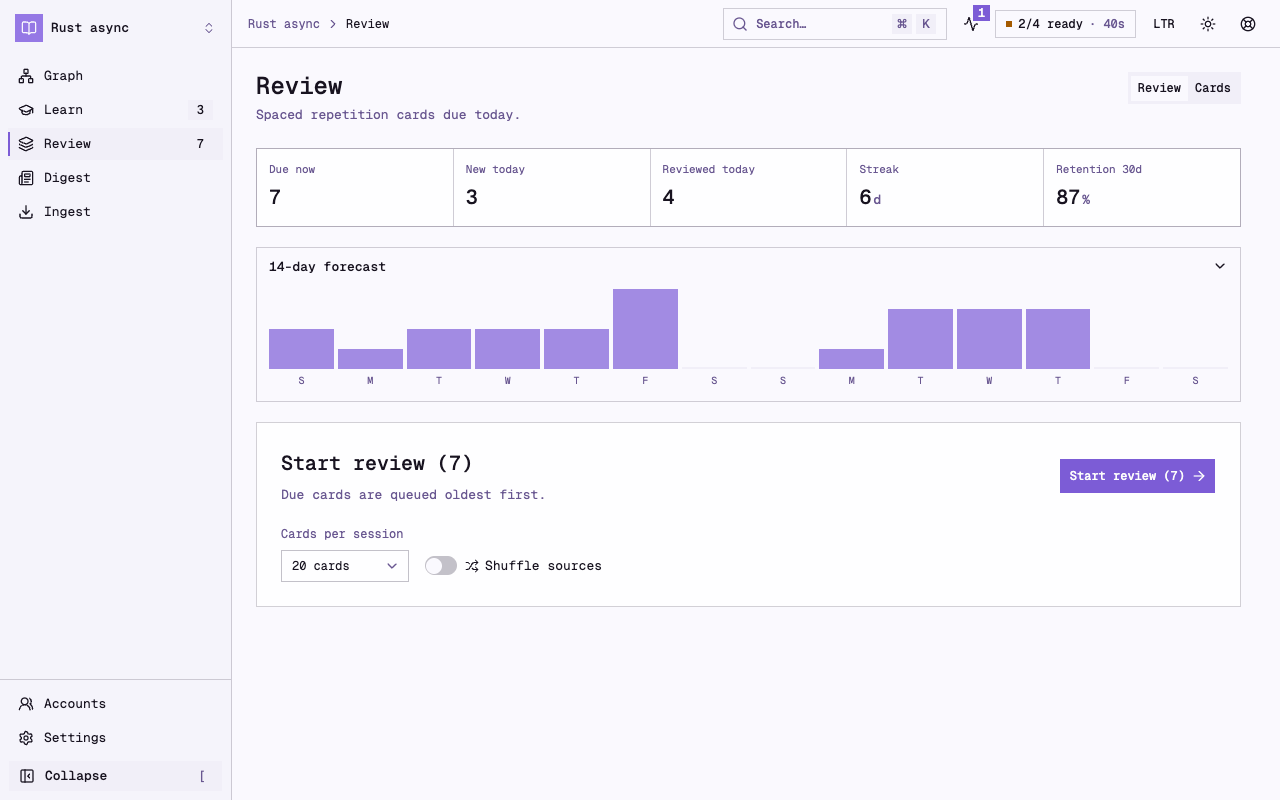 Rust async
Graph
Learn 3
Review 7
Digest
Ingest
Accounts
Settings
Collapse [
Rust async > Review
Search… ⌘ K
1
2/4 ready · 40s
LTR
Review
Spaced repetition cards due today.
Review Cards
Due now
7
New today
3
Reviewed today
4
Streak
6d
Retention 30d
87%
14-day forecast
S M T W T F S S M T W T F S
Start review (7)
Due cards are queued oldest first.
Start review (7) →
Cards per session
20 cards
Shuffle sources